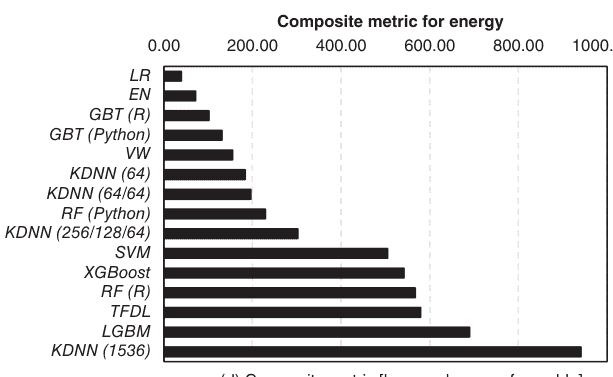 Composite metric for energy
0.00 200.00 400.00 600.00 800.00 1000.
LR
EN
GBT (R)
GBT (Python)
VW
KDNN (64)
KDNN (64/64)
RF (Python)
KDNN (256/128/64)
SVM
XGBoost
RF (R)
TFDL
LGBM
KDNN (1536)